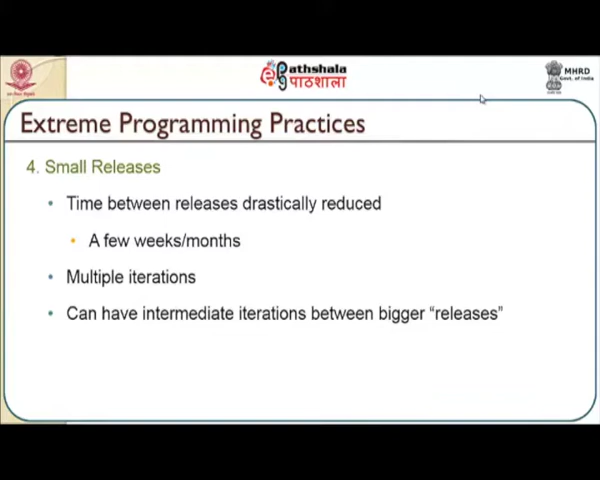 Pathshala
पाठशाला
MHRD
Govt. of India
Extreme Programming Practices
4. Small Releases
• Time between releases drastically reduced
• A few weeks/months
• Multiple iterations
• Can have intermediate iterations between bigger “releases”